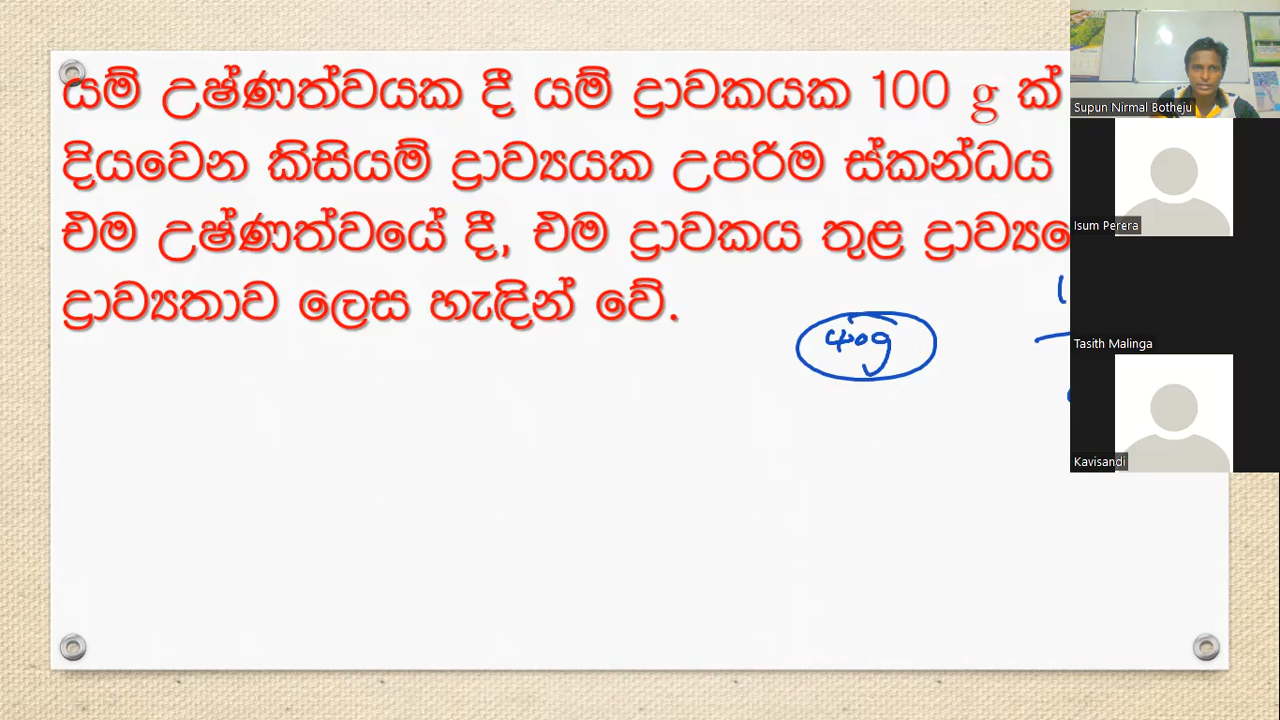 යම් උෂ්ණත්වයක දී යම් ද්‍රාවකයක 100 g ක්
දියවෙන කිසියම් ද්‍රාව්‍යයක උපරිම ස්කන්ධය
එම උෂ්ණත්වයේ දී, එම ද්‍රාවකය තුළ
ද්‍රාව්‍යතාව ලෙස හැඳින් වේ.
40g
Supun Nirmal Botheju
Isum Perera
Tasith Malinga
Kavisandi